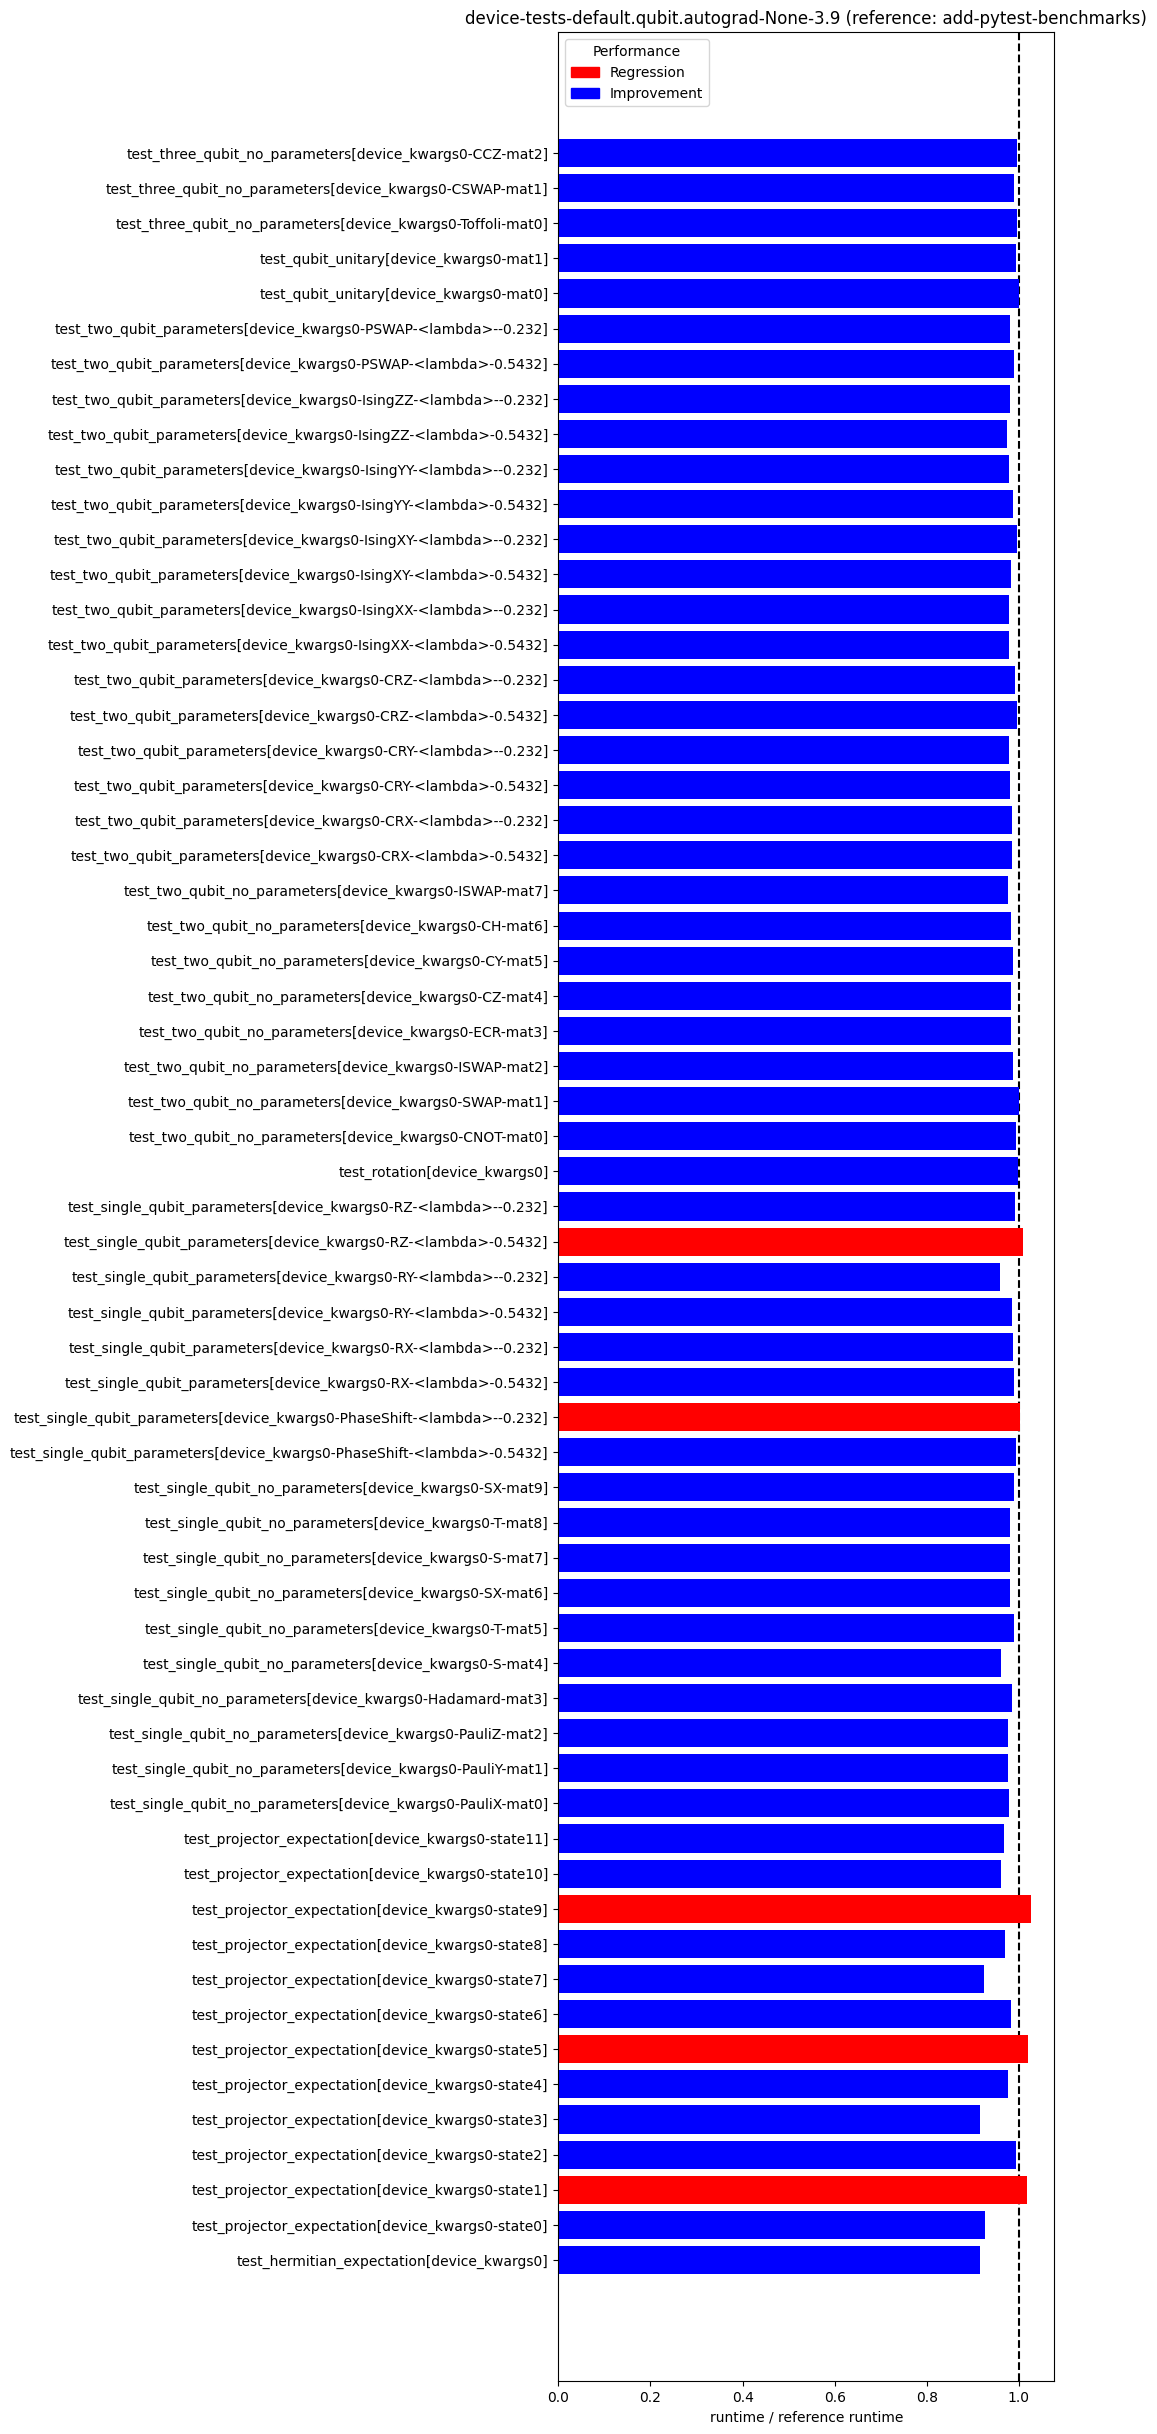 device-tests-default.qubit.autograd-None-3.9 (reference: add-pytest-benchmarks)
Performance
Regression
Improvement
test_three_qubit_no_parameters[device_kwargs0-CCZ-mat2]
test_three_qubit_no_parameters[device_kwargs0-CSWAP-mat1]
test_three_qubit_no_parameters[device_kwargs0-Toffoli-mat0]
test_qubit_unitary[device_kwargs0-mat1]
test_qubit_unitary[device_kwargs0-mat0]
test_two_qubit_parameters[device_kwargs0-PSWAP-<lambda>--0.232]
test_two_qubit_parameters[device_kwargs0-PSWAP-<lambda>-0.5432]
test_two_qubit_parameters[device_kwargs0-IsingZZ-<lambda>--0.232]
test_two_qubit_parameters[device_kwargs0-IsingZZ-<lambda>-0.5432]
test_two_qubit_parameters[device_kwargs0-IsingYY-<lambda>--0.232]
test_two_qubit_parameters[device_kwargs0-IsingYY-<lambda>-0.5432]
test_two_qubit_parameters[device_kwargs0-IsingXY-<lambda>--0.232]
test_two_qubit_parameters[device_kwargs0-IsingXY-<lambda>-0.5432]
test_two_qubit_parameters[device_kwargs0-IsingXX-<lambda>--0.232]
test_two_qubit_parameters[device_kwargs0-IsingXX-<lambda>-0.5432]
test_two_qubit_parameters[device_kwargs0-CRZ-<lambda>--0.232]
test_two_qubit_parameters[device_kwargs0-CRZ-<lambda>-0.5432]
test_two_qubit_parameters[device_kwargs0-CRY-<lambda>--0.232]
test_two_qubit_parameters[device_kwargs0-CRY-<lambda>-0.5432]
test_two_qubit_parameters[device_kwargs0-CRX-<lambda>--0.232]
test_two_qubit_parameters[device_kwargs0-CRX-<lambda>-0.5432]
test_two_qubit_no_parameters[device_kwargs0-ISWAP-mat7]
test_two_qubit_no_parameters[device_kwargs0-CH-mat6]
test_two_qubit_no_parameters[device_kwargs0-CY-mat5]
test_two_qubit_no_parameters[device_kwargs0-CZ-mat4]
test_two_qubit_no_parameters[device_kwargs0-ECR-mat3]
test_two_qubit_no_parameters[device_kwargs0-ISWAP-mat2]
test_two_qubit_no_parameters[device_kwargs0-SWAP-mat1]
test_two_qubit_no_parameters[device_kwargs0-CNOT-mat0]
test_rotation[device_kwargs0]
test_single_qubit_parameters[device_kwargs0-RZ-<lambda>--0.232]
test_single_qubit_parameters[device_kwargs0-RZ-<lambda>-0.5432]
test_single_qubit_parameters[device_kwargs0-RY-<lambda>--0.232]
test_single_qubit_parameters[device_kwargs0-RY-<lambda>-0.5432]
test_single_qubit_parameters[device_kwargs0-RX-<lambda>--0.232]
test_single_qubit_parameters[device_kwargs0-RX-<lambda>-0.5432]
test_single_qubit_parameters[device_kwargs0-PhaseShift-<lambda>--0.232]
test_single_qubit_parameters[device_kwargs0-PhaseShift-<lambda>-0.5432]
test_single_qubit_no_parameters[device_kwargs0-SX-mat9]
test_single_qubit_no_parameters[device_kwargs0-T-mat8]
test_single_qubit_no_parameters[device_kwargs0-S-mat7]
test_single_qubit_no_parameters[device_kwargs0-SX-mat6]
test_single_qubit_no_parameters[device_kwargs0-T-mat5]
test_single_qubit_no_parameters[device_kwargs0-S-mat4]
test_single_qubit_no_parameters[device_kwargs0-Hadamard-mat3]
test_single_qubit_no_parameters[device_kwargs0-PauliZ-mat2]
test_single_qubit_no_parameters[device_kwargs0-PauliY-mat1]
test_single_qubit_no_parameters[device_kwargs0-PauliX-mat0]
test_projector_expectation[device_kwargs0-state11]
test_projector_expectation[device_kwargs0-state10]
test_projector_expectation[device_kwargs0-state9]
test_projector_expectation[device_kwargs0-state8]
test_projector_expectation[device_kwargs0-state7]
test_projector_expectation[device_kwargs0-state6]
test_projector_expectation[device_kwargs0-state5]
test_projector_expectation[device_kwargs0-state4]
test_projector_expectation[device_kwargs0-state3]
test_projector_expectation[device_kwargs0-state2]
test_projector_expectation[device_kwargs0-state1]
test_projector_expectation[device_kwargs0-state0]
test_hermitian_expectation[device_kwargs0]
0.0 0.2 0.4 0.6 0.8 1.0
runtime / reference runtime